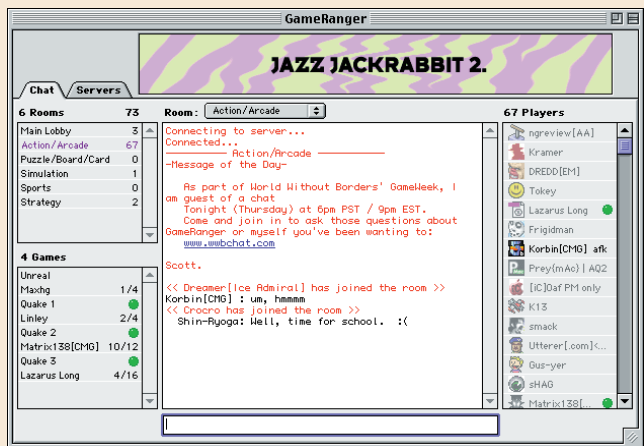 GameRanger
JAZZ JACKRABBIT 2.
Chat Servers
6 Rooms 73
Main Lobby 3
Action/Arcade 67
Puzzle/Board/Card 0
Simulation 1
Sports 0
Strategy 2
4 Games
Unreal
Maxhg 1/4
Quake 1
Linley 2/4
Quake 2
Matrix138[CMG] 10/12
Quake 3
Lazarus Long 4/16
Room: Action/Arcade
Connecting to server...
Connected...
Action/Arcade
-Message of the Day-
As part of World Without Borders' GameWeek, I
am guest of a chat
Tonight (Thursday) at 6pm PST / 9pm EST.
Come and join in to ask those questions about
GameRanger or myself you've been wanting to:
www.wwbchat.com
Scott.
<< Dreamer[Ice Admiral] has joined the room >>
Korbin[CMG] : um, hmmmm
<< Crocro has joined the room >>
Shin-Ryoga: Well, time for school. :(
67 Players
ngreview[AA]
Kramer
DREDD[EM]
Tokey
Lazarus Long
Frigidman
Korbin[CMG] afk
Prey(mAc) | AQ2
[iC]Oaf PM only
K13
smack
Utterer[.com]<...
Gus-yer
sHAG
Matrix138[...